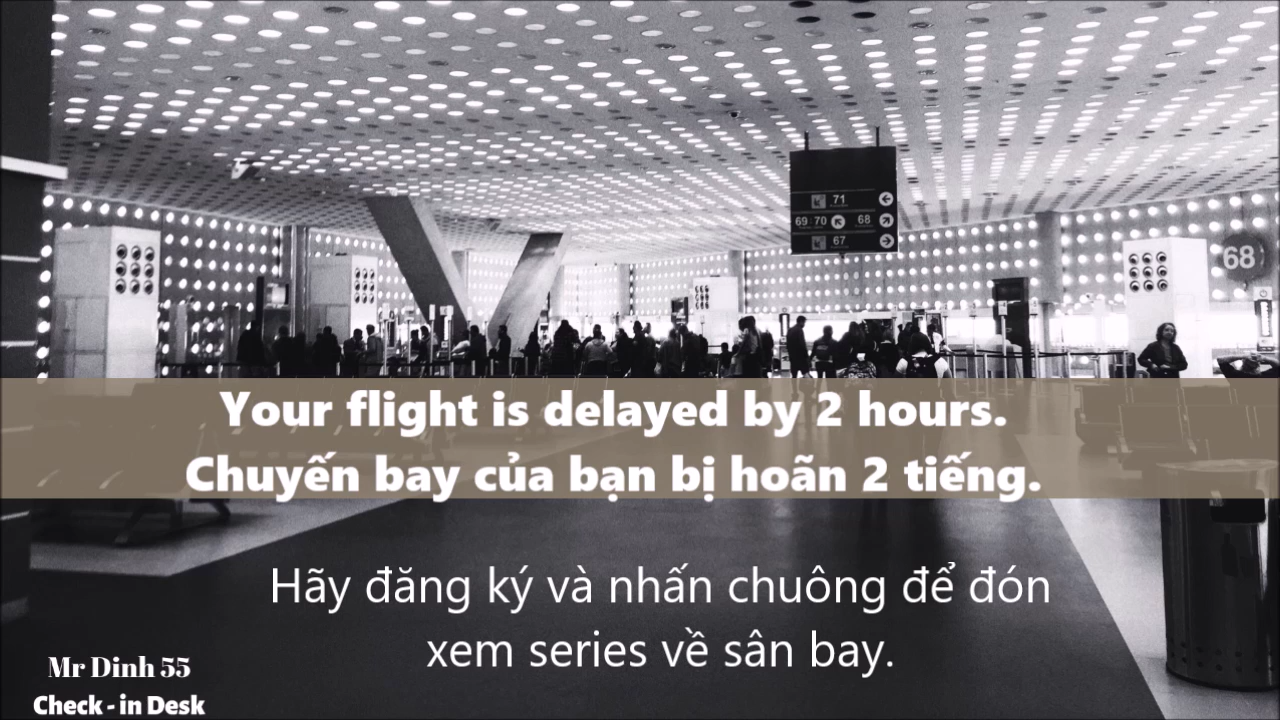 71
69 70 68
67
68
Your flight is delayed by 2 hours.
Chuyến bay của bạn bị hoãn 2 tiếng.
Hãy đăng ký và nhấn chuông để đón
xem series về sân bay.
Mr Dinh 55
Check - in Desk